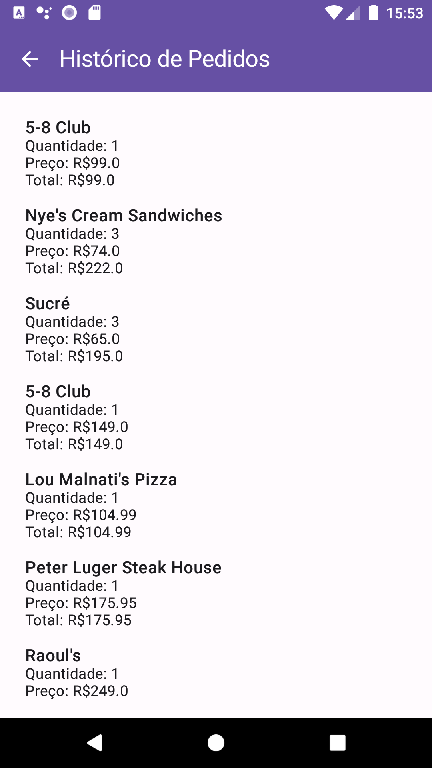 15:53
Histórico de Pedidos
5-8 Club
Quantidade: 1
Preço: R$99.0
Total: R$99.0
Nye's Cream Sandwiches
Quantidade: 3
Preço: R$74.0
Total: R$222.0
Sucré
Quantidade: 3
Preço: R$65.0
Total: R$195.0
5-8 Club
Quantidade: 1
Preço: R$149.0
Total: R$149.0
Lou Malnati's Pizza
Quantidade: 1
Preço: R$104.99
Total: R$104.99
Peter Luger Steak House
Quantidade: 1
Preço: R$175.95
Total: R$175.95
Raoul's
Quantidade: 1
Preço: R$249.0